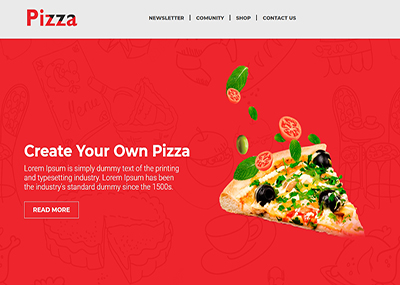 Pizza
NEWSLETTER | COMUNITY | SHOP | CONTACT US
Create Your Own Pizza
Lorem Ipsum is simply dummy text of the printing
and typesetting industry. Lorem Ipsum has been
the industry's standard dummy since the 1500s.
READ MORE